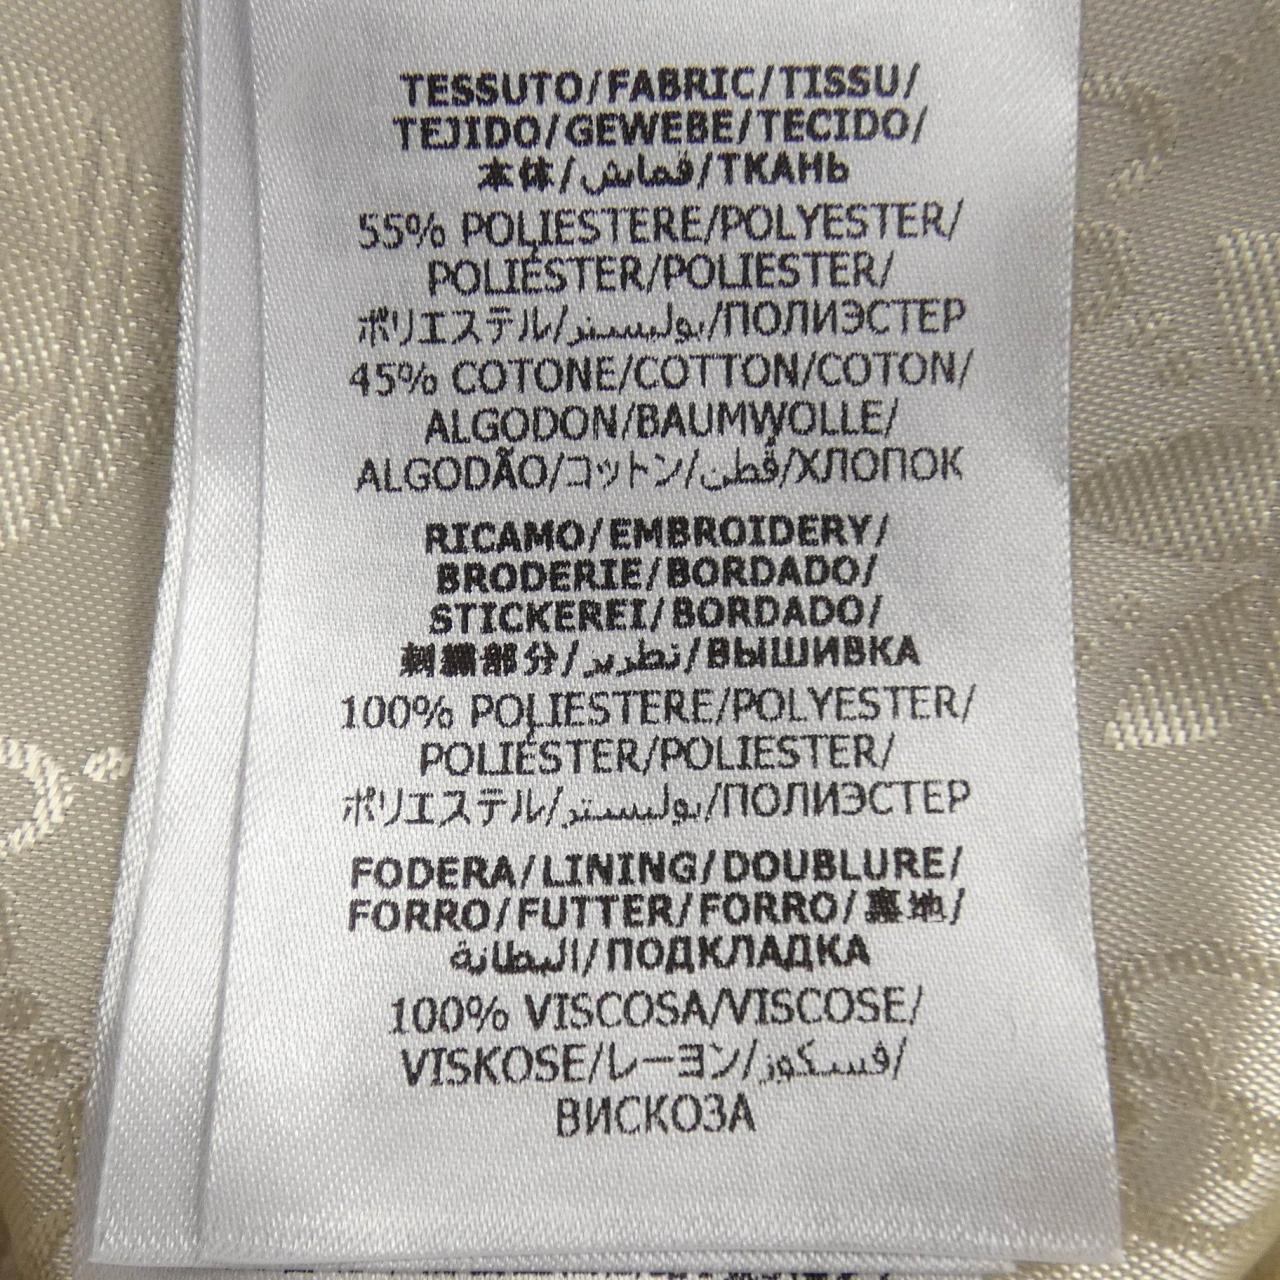 TESSUTO/FABRIC/TISSU/
TEJIDO/GEWEBE/TECIDO/
本体/قماش/ТКАНЬ
55% POLIESTERE/POLYESTER/
POLIÉSTER/POLIESTER/
ポリエステル/بوليستر/ПОЛИЭСТЕР
45% COTONE/COTTON/COTON/
ALGODON/BAUMWOLLE/
ALGODÃO/コットン/قطن/ХЛОПОК
RICAMO/EMBROIDERY/
BRODERIE/BORDADO/
STICKEREI/BORDADO/
刺繍部分/تطريز/ВЫШИВКА
100% POLIESTERE/POLYESTER/
POLIÉSTER/POLIESTER/
ポリエステル/بوليستر/ПОЛИЭСТЕР
FODERA/LINING/DOUBLURE/
FORRO/FUTTER/FORRO/裏地/
البطانة/ПОДКЛАДКА
100% VISCOSA/VISCOSE/
VISKOSE/レーヨン/فسكوز/
ВИСКОЗА